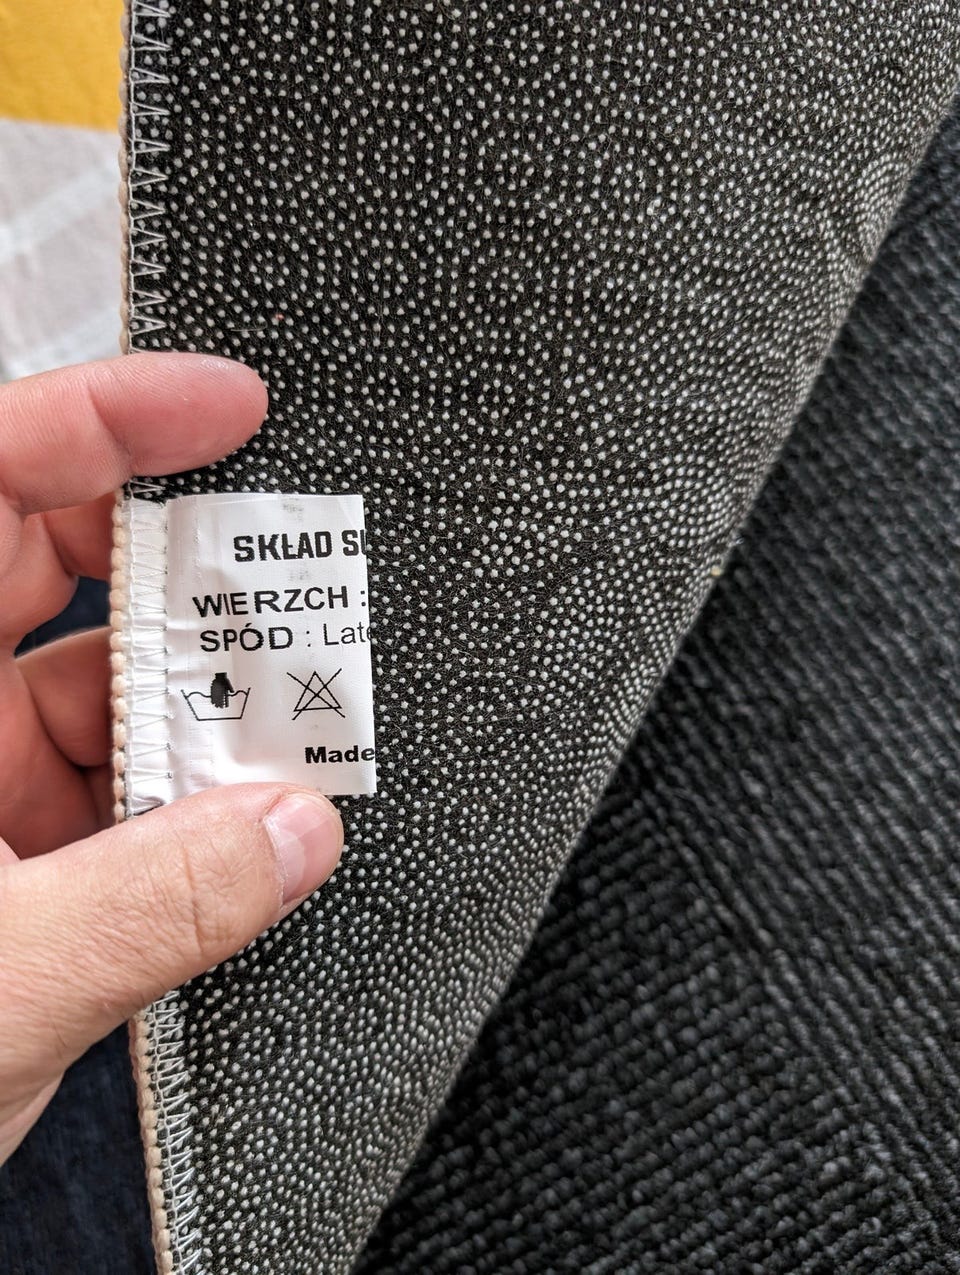 SKŁAD SU
WIERZCH :
SPÓD : Late
Made